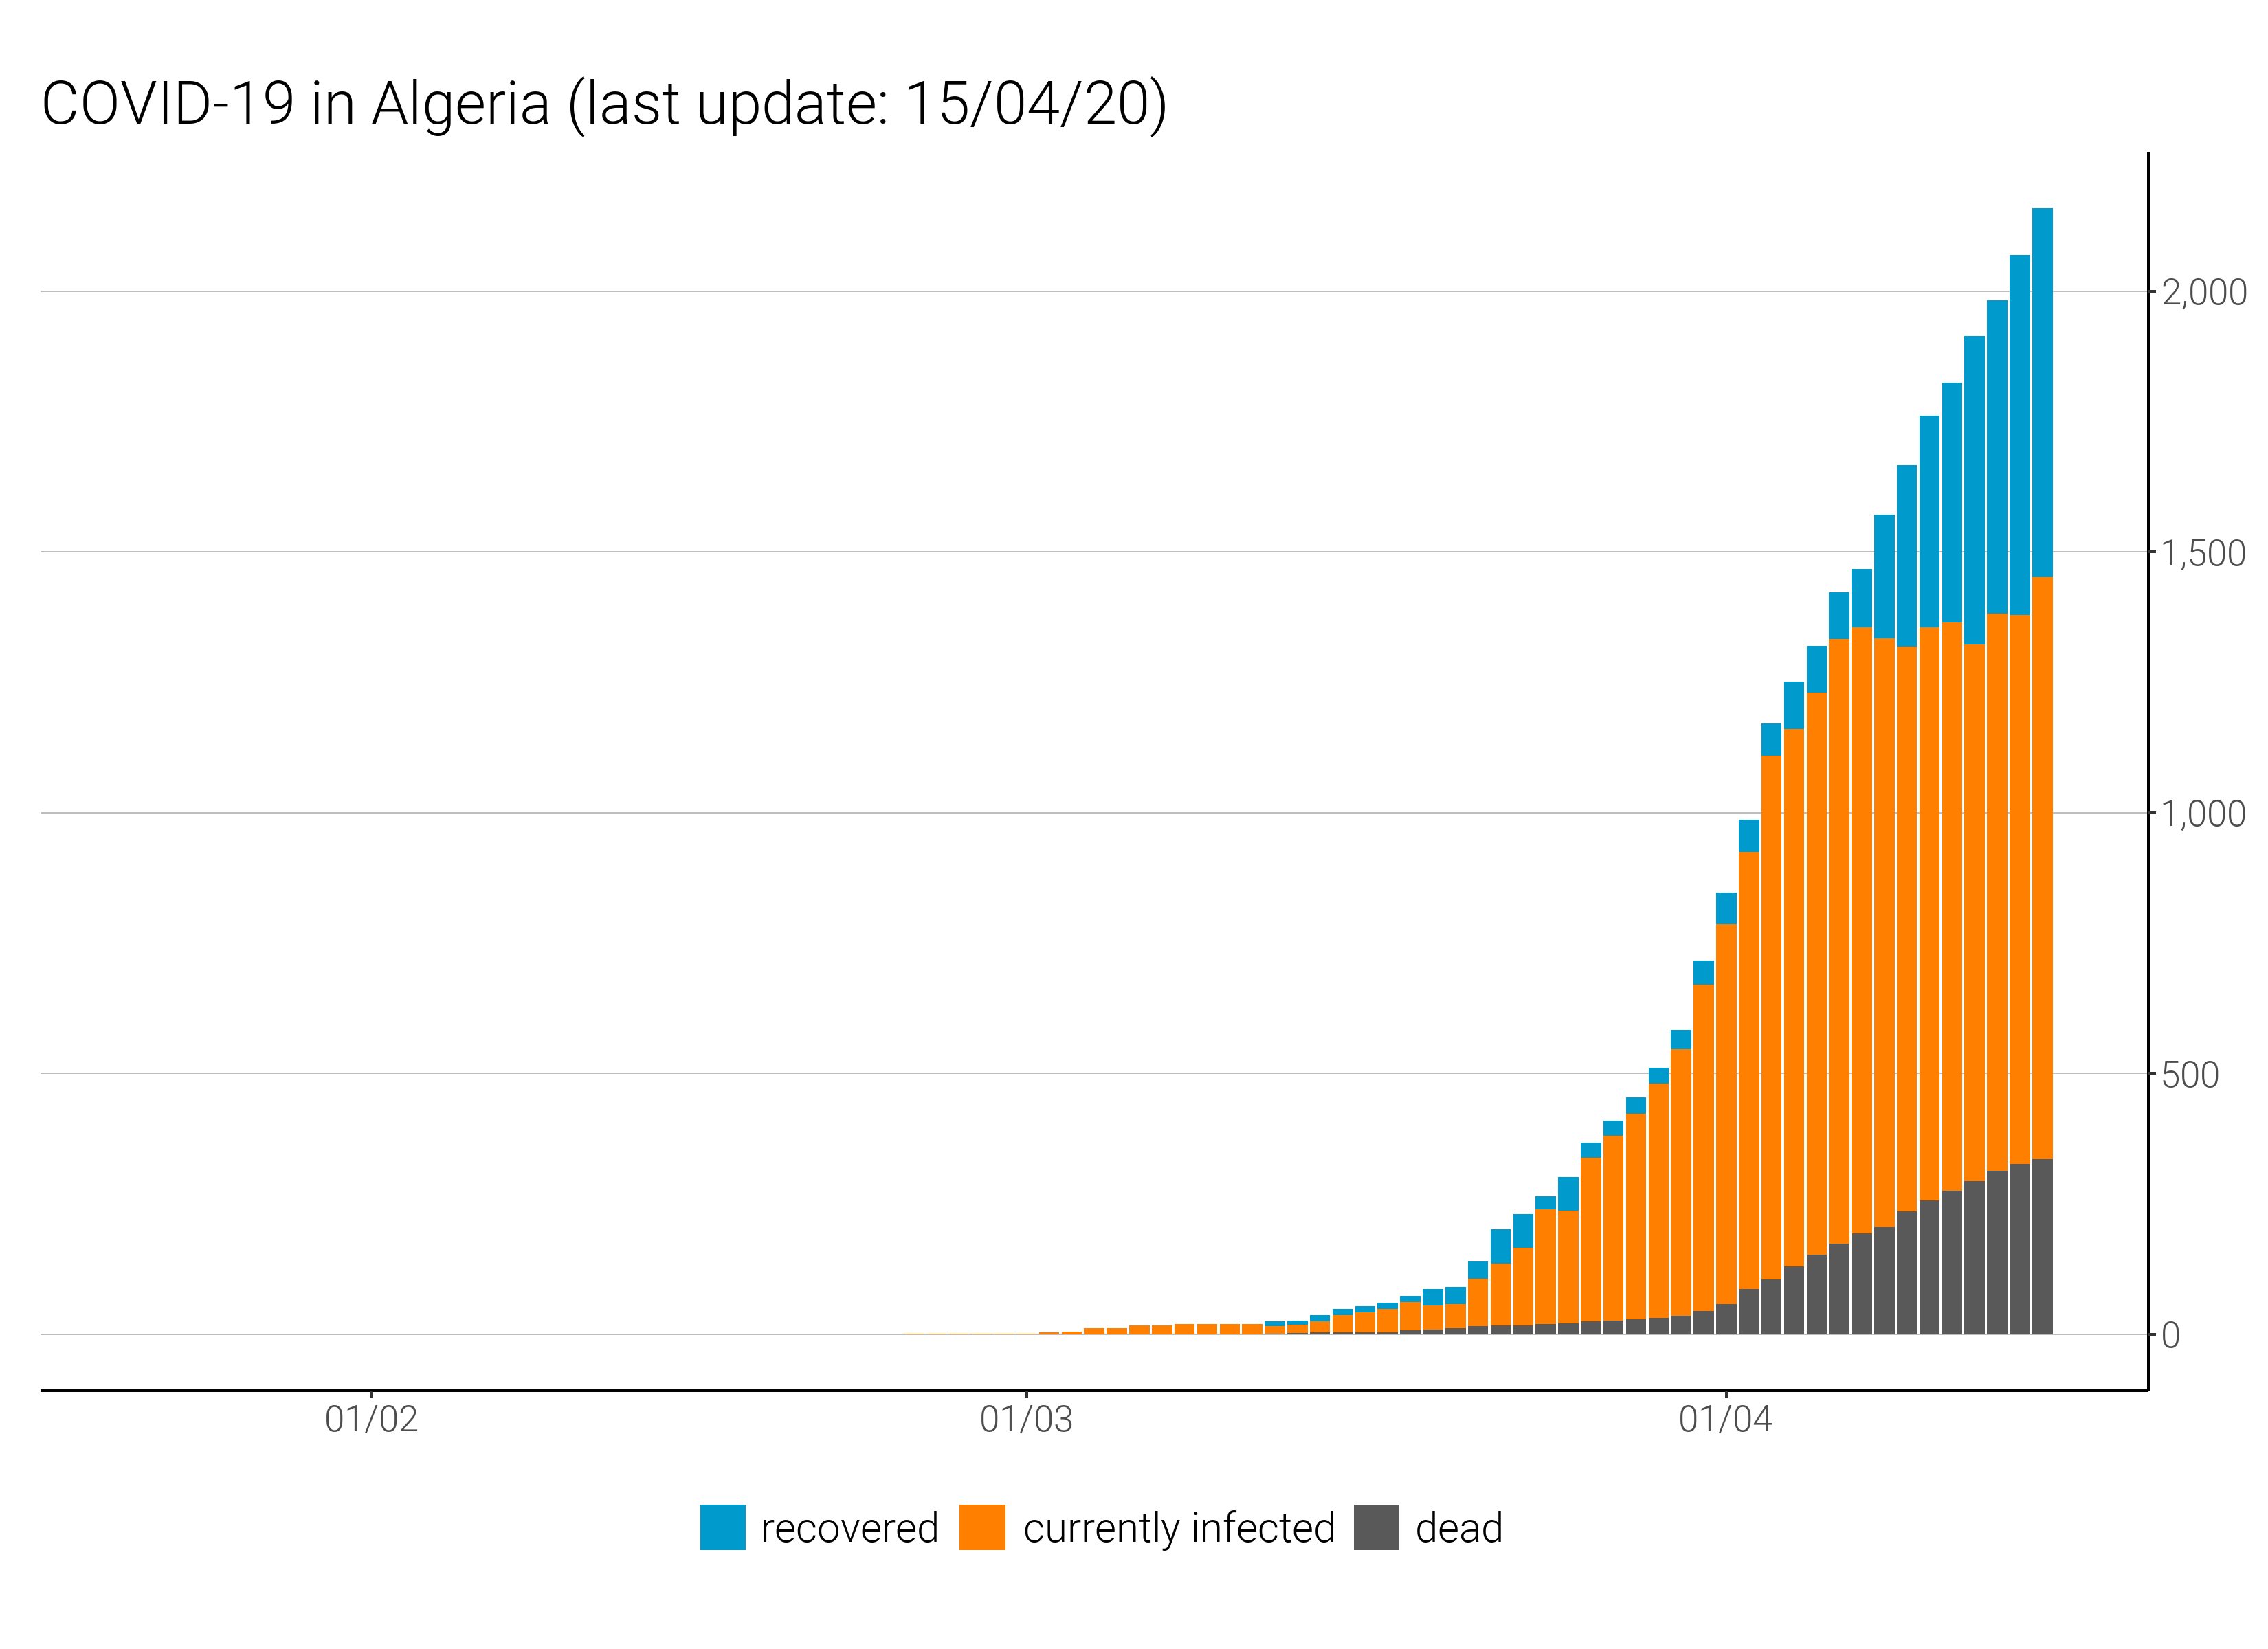 COVID-19 in Algeria (last update: 15/04/20)
2,000
1,500
1,000
500
0
01/02 01/03 01/04
recovered currently infected dead